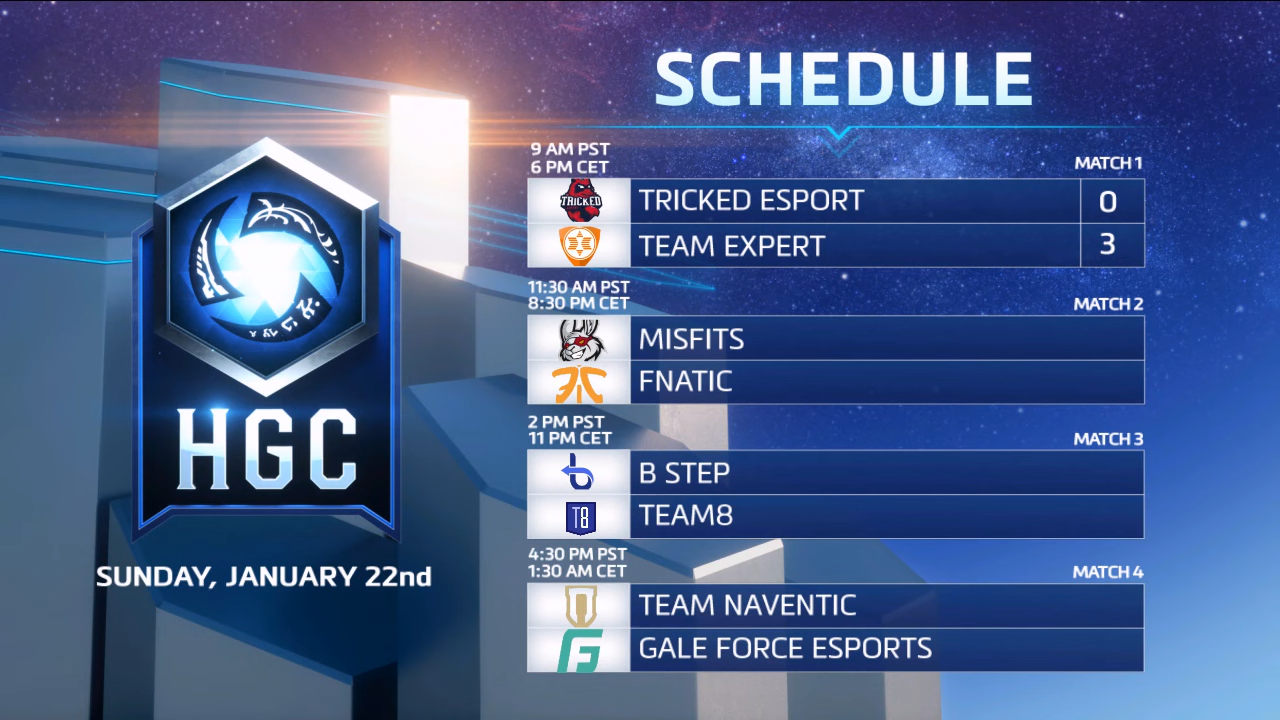 SCHEDULE
9 AM PST
6 PM CET
MATCH 1
TRICKED
TRICKED ESPORT
0
TEAM EXPERT
3
11:30 AM PST
8:30 PM CET
MATCH 2
MISFITS
FNATIC
2 PM PST
11 PM CET
MATCH 3
B STEP
T8
TEAM8
4:30 PM PST
1:30 AM CET
MATCH 4
TEAM NAVENTIC
GALE FORCE ESPORTS
HGC
SUNDAY, JANUARY 22nd